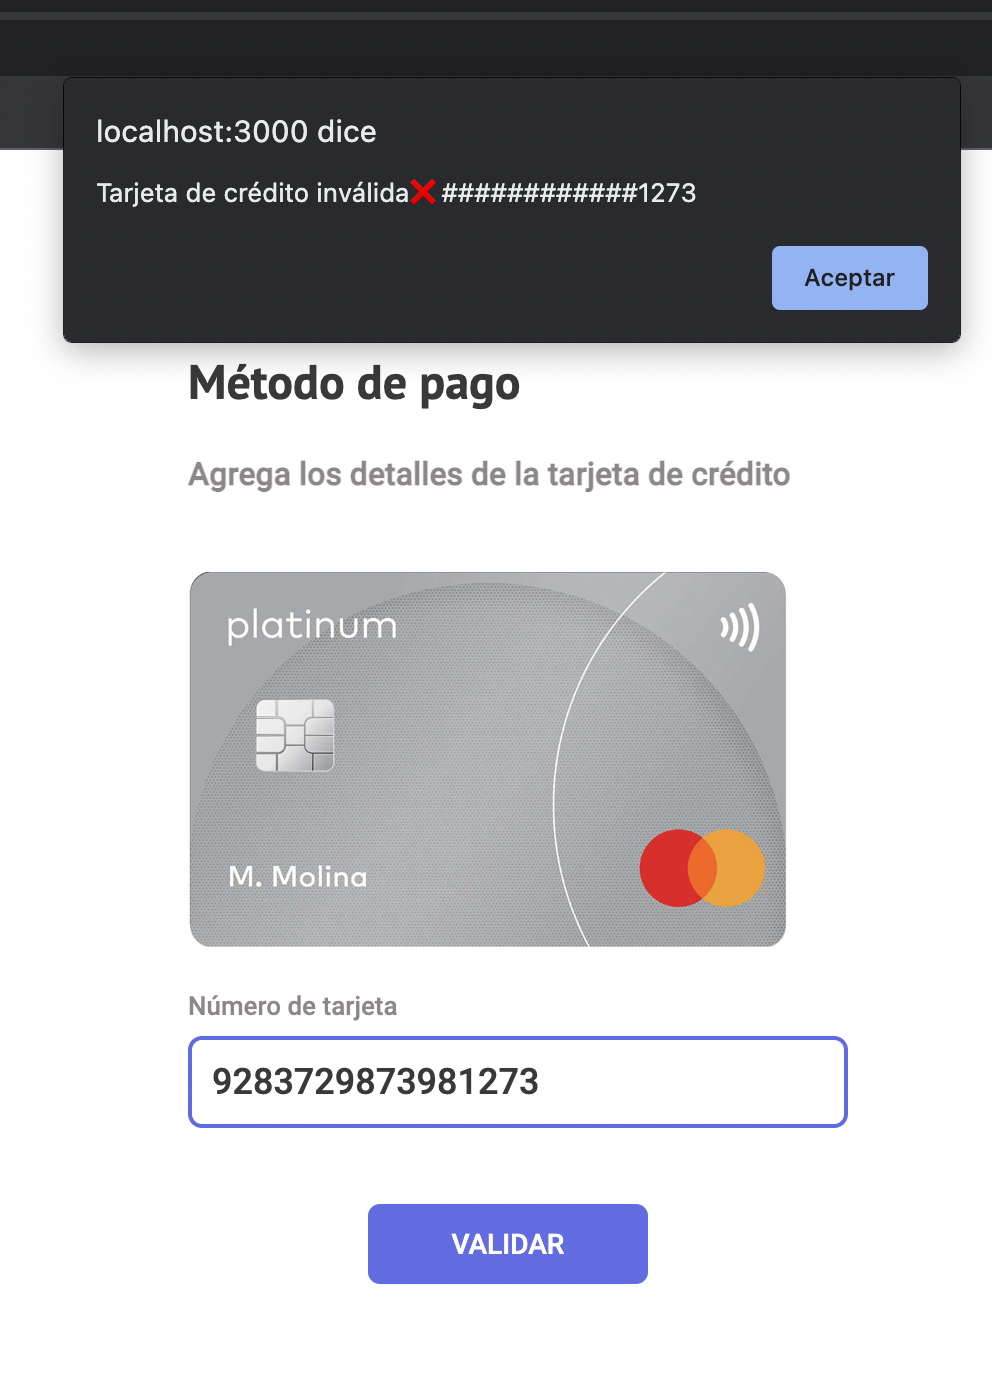 localhost:3000 dice
Tarjeta de crédito inválida❌############1273
Aceptar
Método de pago
Agrega los detalles de la tarjeta de crédito
platinum
M. Molina
Número de tarjeta
9283729873981273
VALIDAR